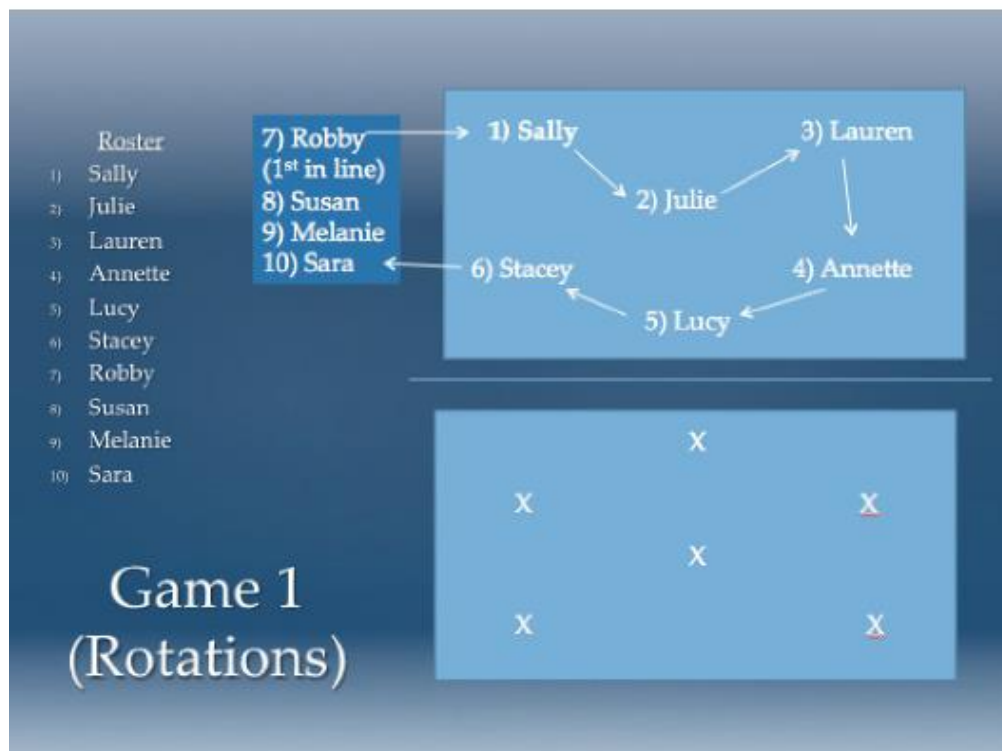 Roster
1) Sally
2) Julie
3) Lauren
4) Annette
5) Lucy
6) Stacey
7) Robby
8) Susan
9) Melanie
10) Sara
7) Robby
(1st in line)
8) Susan
9) Melanie
10) Sara
1) Sally
3) Lauren
2) Julie
6) Stacey
4) Annette
5) Lucy
X
X
X
X
X
X
Game 1
(Rotations)